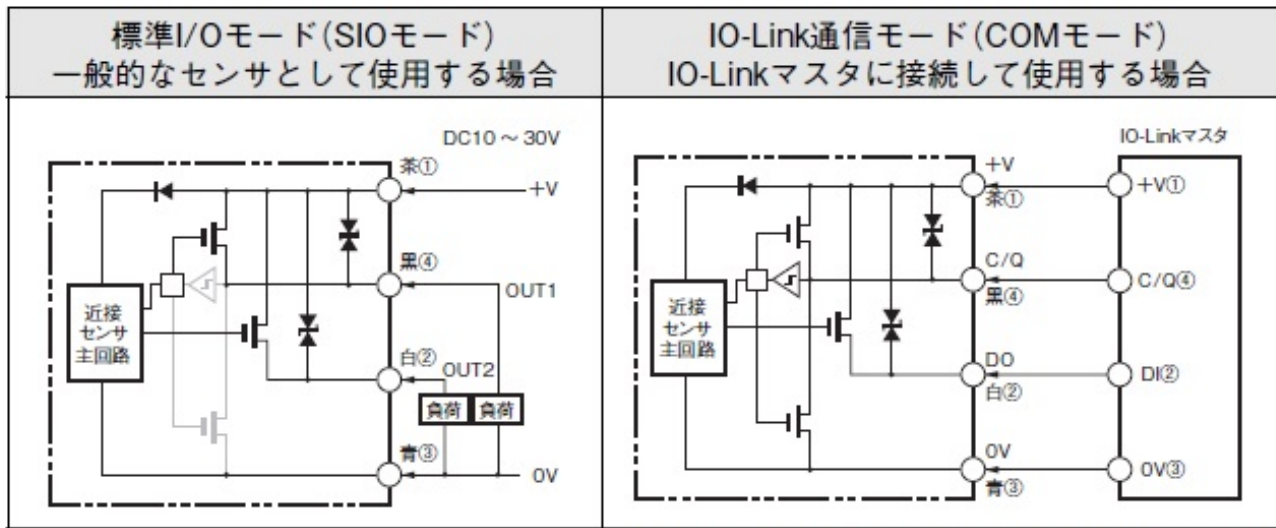 標準I/Oモード(SIOモード)
一般的なセンサとして使用する場合
IO-Link通信モード(COMモード)
IO-Linkマスタに接続して使用する場合
DC10 ~ 30V
茶①
+V
黒④
OUT1
近接
センサ
主回路
白②
OUT2
負荷 負荷
青③
0V
IO-Linkマスタ
+V
茶①
+V①
C/Q
黒④
C/Q④
近接
センサ
主回路
DO
白②
DI②
0V
青③
0V③